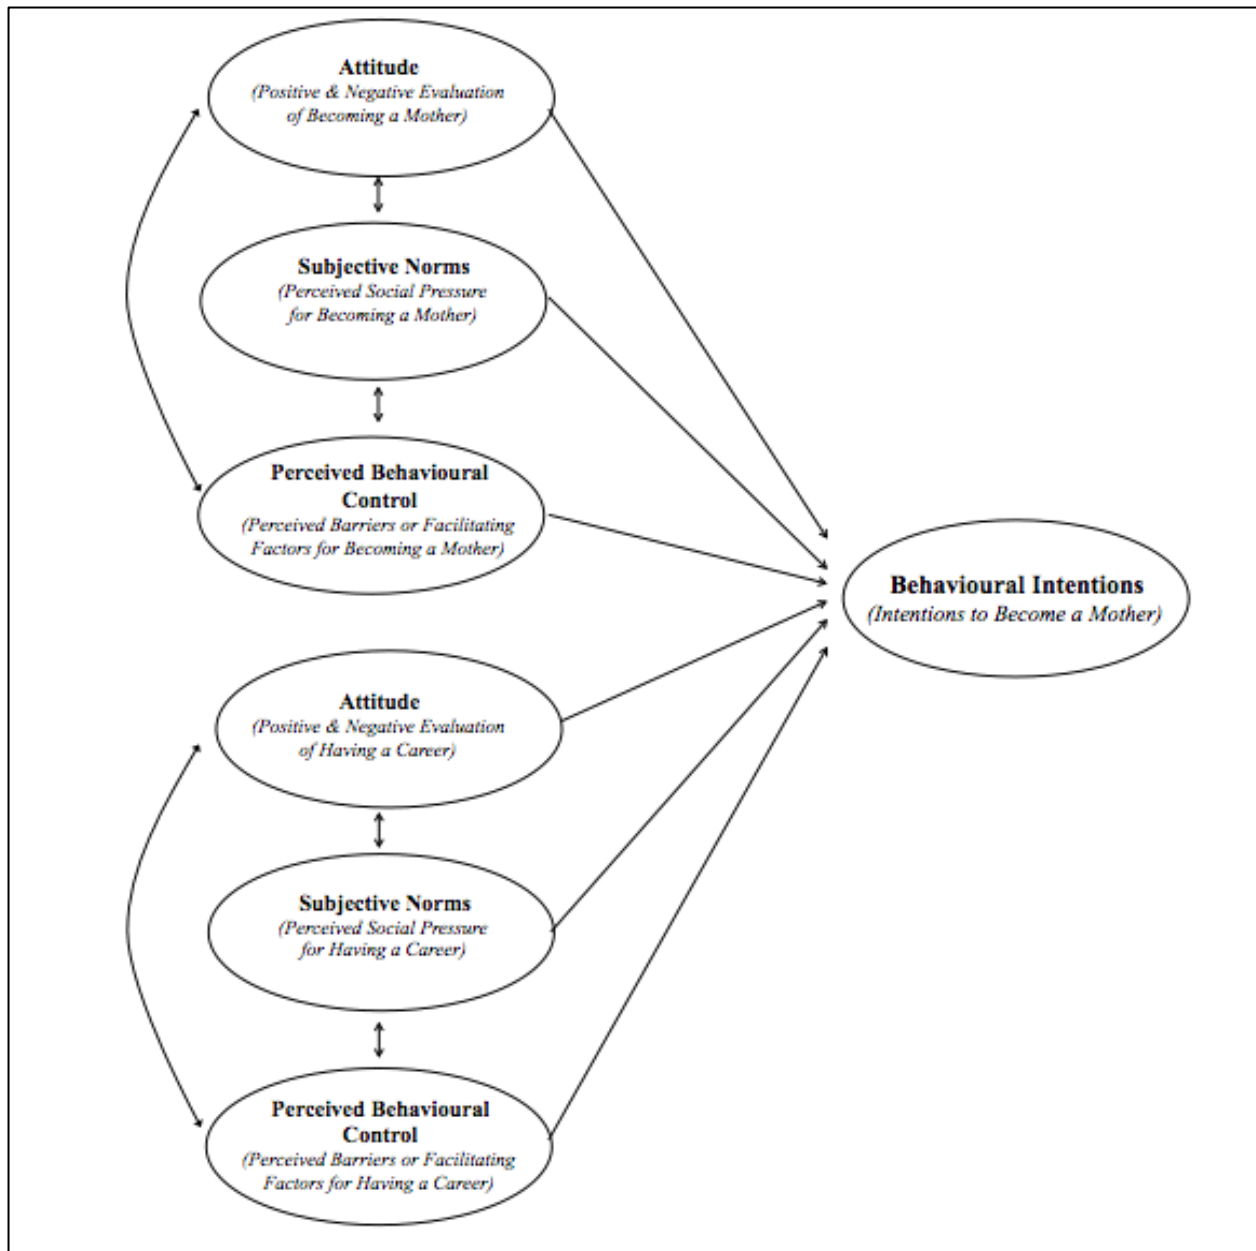 Attitude
(Positive & Negative Evaluation
of Becoming a Mother)
Subjective Norms
(Perceived Social Pressure
for Becoming a Mother)
Perceived Behavioural
Control
(Perceived Barriers or Facilitating
Factors for Becoming a Mother)
Behavioural Intentions
(Intentions to Become a Mother)
Attitude
(Positive & Negative Evaluation
of Having a Career)
Subjective Norms
(Perceived Social Pressure
for Having a Career)
Perceived Behavioural
Control
(Perceived Barriers or Facilitating
Factors for Having a Career)